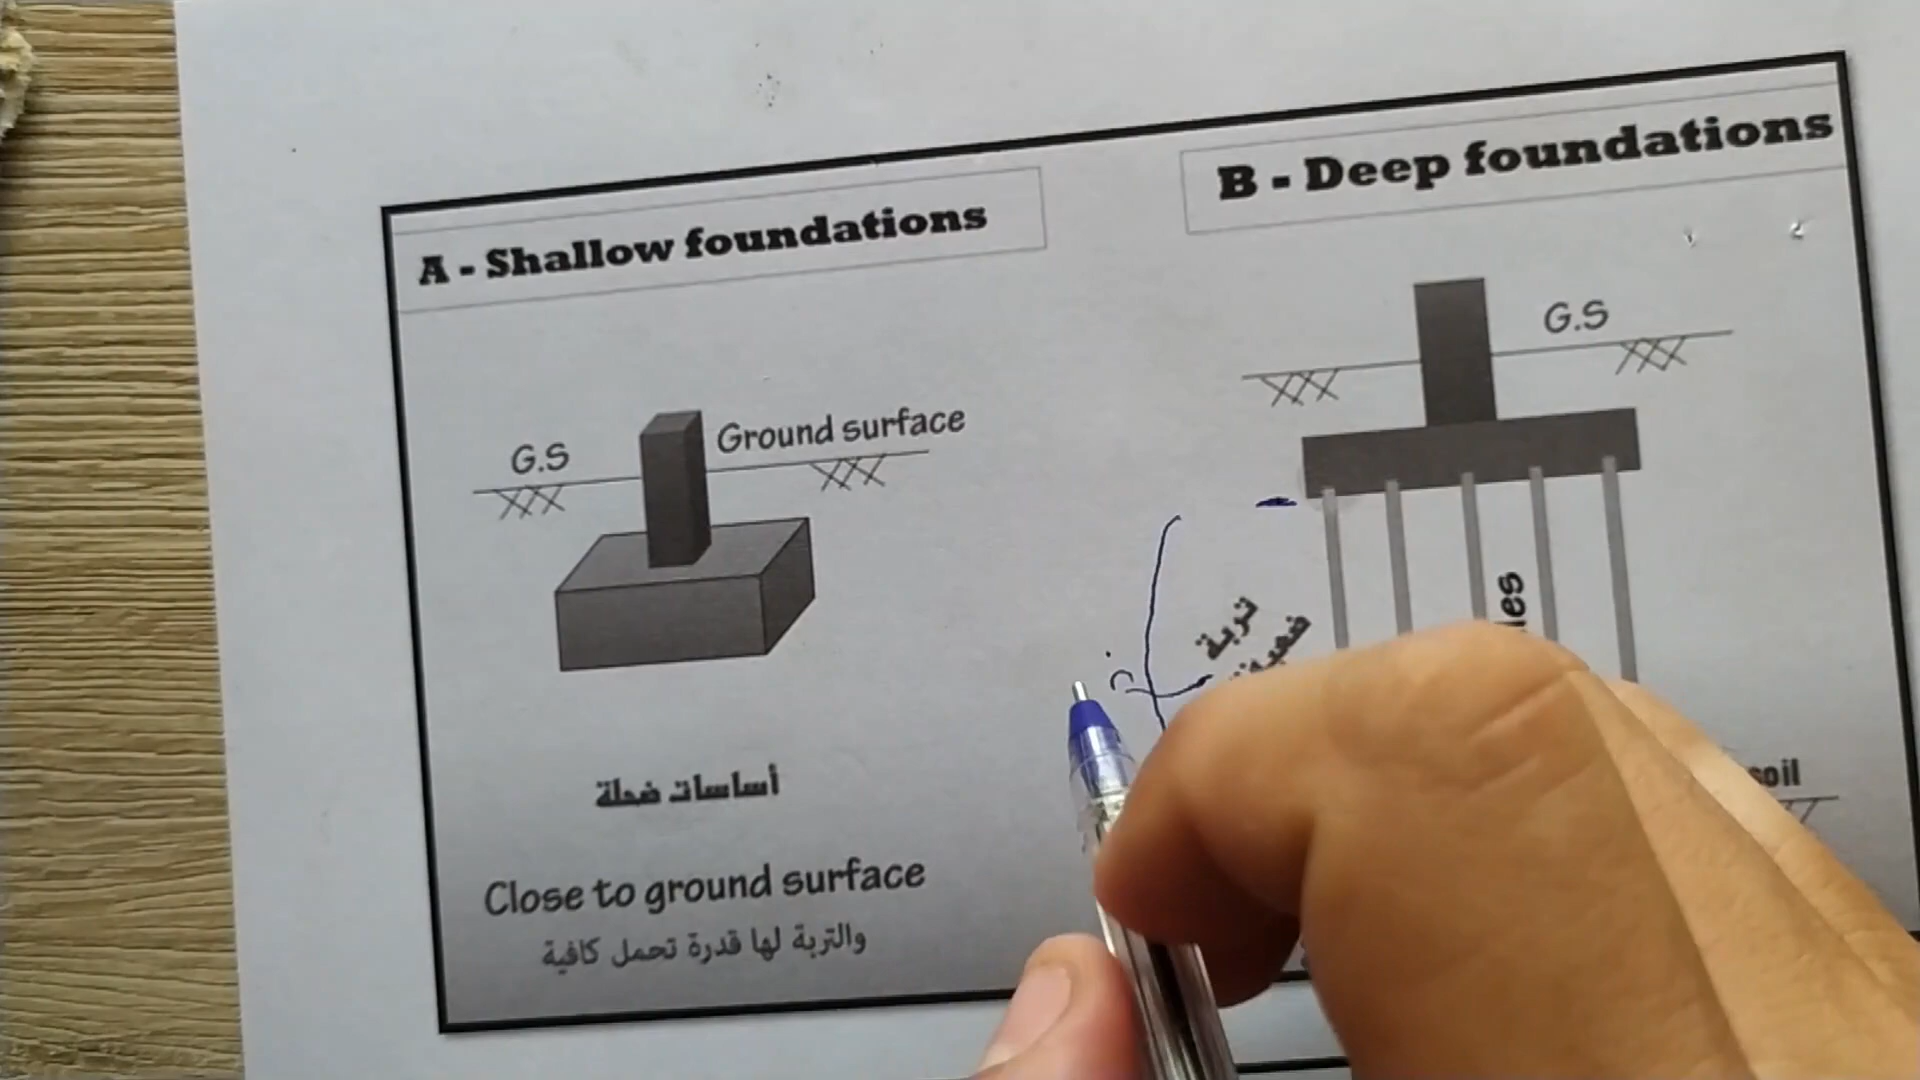 A - Shallow foundations
B - Deep foundations
G.S
Ground surface
G.S
تربة
أساسات ضحلة
soil
Close to ground surface
والتربة لها قدرة تحمل كافية